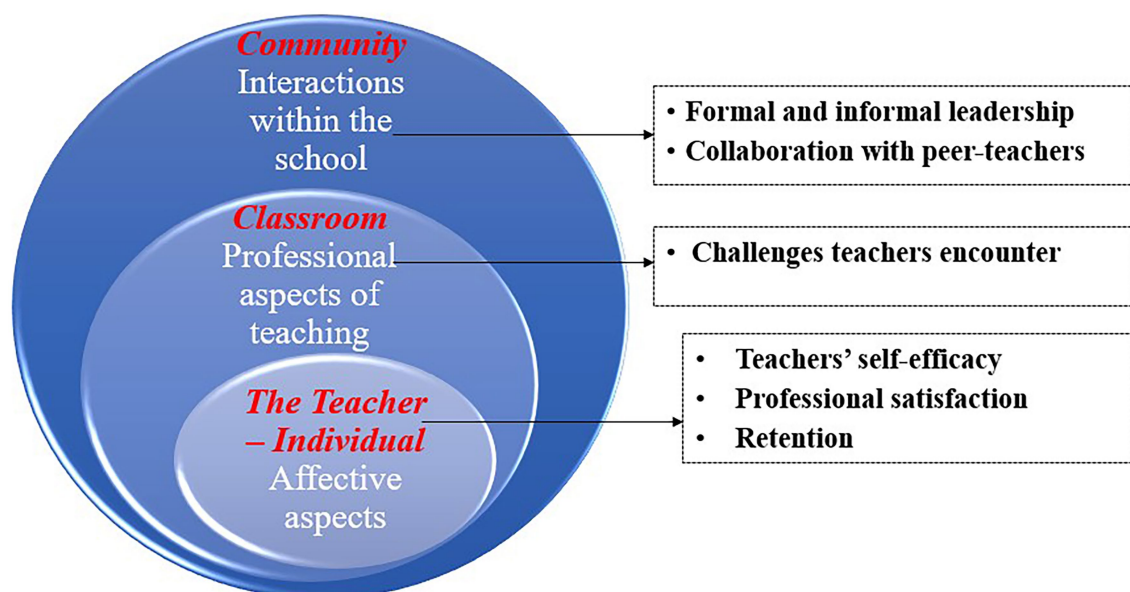 Community
Interactions
within the
school
• Formal and informal leadership
• Collaboration with peer-teachers
Classroom
Professional
aspects of
teaching
• Challenges teachers encounter
The Teacher
– Individual
Affective
aspects
• Teachers’ self-efficacy
• Professional satisfaction
• Retention